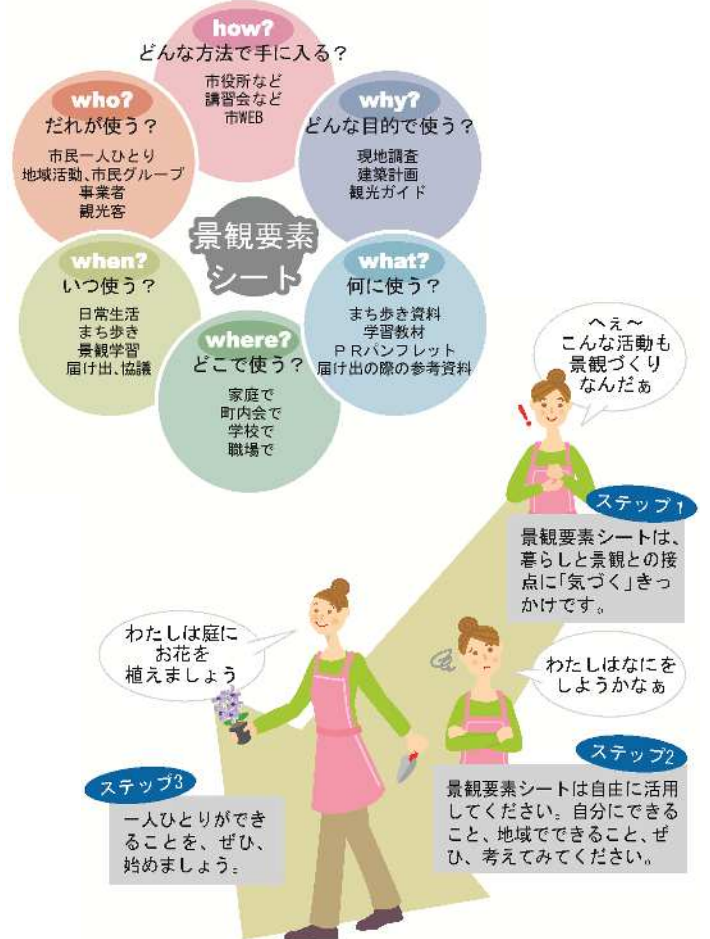 how?
どんな方法で手に入る？
市役所など
講習会など
市WEB
who?
だれが使う？
市民一人ひとり
地域活動、市民グループ
事業者
観光客
why?
どんな目的で使う？
現地調査
建築計画
観光ガイド
景観要素
シート
when?
いつ使う？
日常生活
まち歩き
景観学習
届け出、協議
what?
何に使う？
まち歩き資料
学習教材
ＰＲパンフレット
届け出の際の参考資料
where?
どこで使う？
家庭で
町内会で
学校で
職場で
へぇ～
こんな活動も
景観づくり
なんだぁ
ステップ1
景観要素シートは、
暮らしと景観との接
点に「気づく」きっ
かけです。
わたしはなにを
しようかなぁ
ステップ2
景観要素シートは自由に活用
してください。自分にできる
こと、地域でできること、ぜ
ひ、考えてみてください。
わたしは庭に
お花を
植えましょう
ステップ3
一人ひとりができ
ることを、ぜひ、
始めましょう。